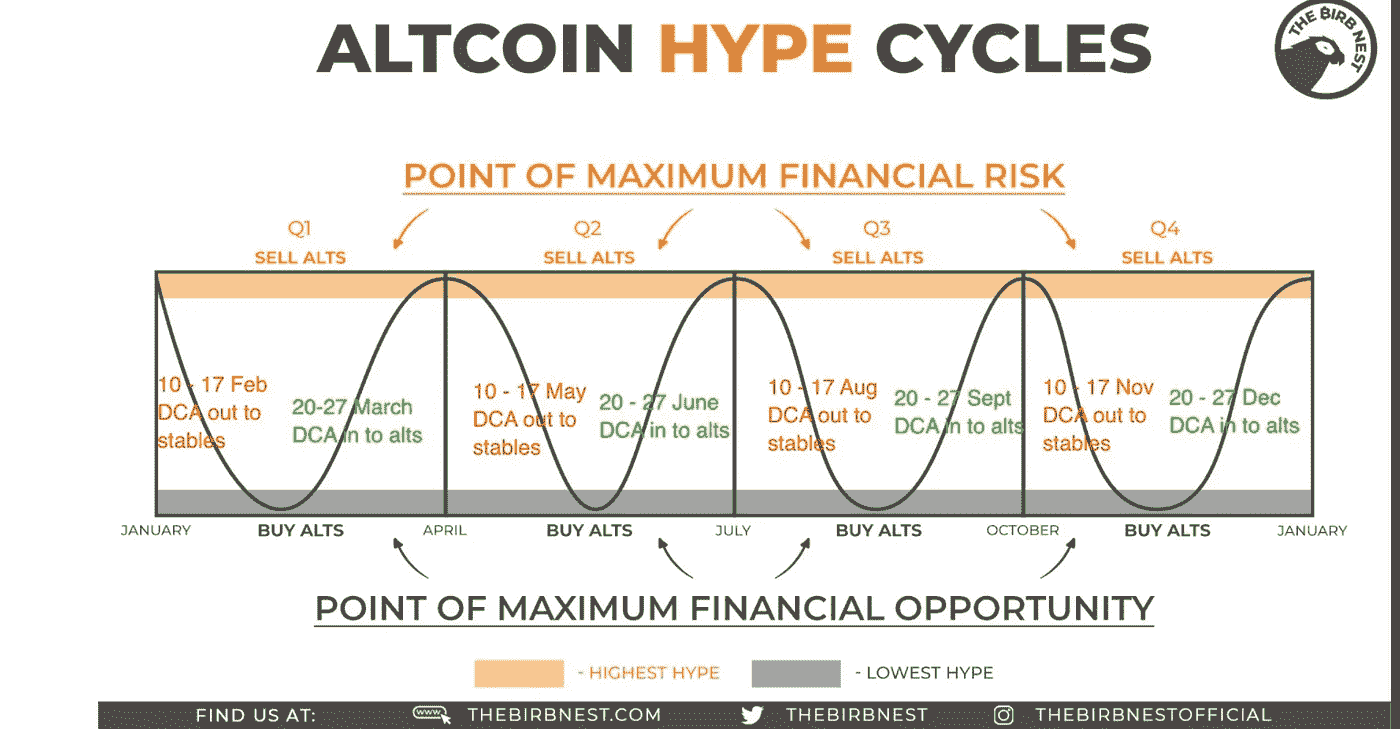 ALTCOIN HYPE CYCLES
THE BIRB NEST
POINT OF MAXIMUM FINANCIAL RISK
Q1
SELL ALTS
Q2
SELL ALTS
Q3
SELL ALTS
Q4
SELL ALTS
10 - 17 Feb
DCA out to
stables
20-27 March
DCA in to alts
10 - 17 May
DCA out to
stables
20 - 27 June
DCA in to alts
10 - 17 Aug
DCA out to
stables
20 - 27 Sept
DCA in to alts
10 - 17 Nov
DCA out to
stables
20 - 27 Dec
DCA in to alts
JANUARY
BUY ALTS
APRIL
BUY ALTS
JULY
BUY ALTS
OCTOBER
BUY ALTS
JANUARY
POINT OF MAXIMUM FINANCIAL OPPORTUNITY
- HIGHEST HYPE
- LOWEST HYPE
FIND US AT:
www
THEBIRBNEST.COM
THEBIRBNEST
THEBIRBNESTOFFICIAL